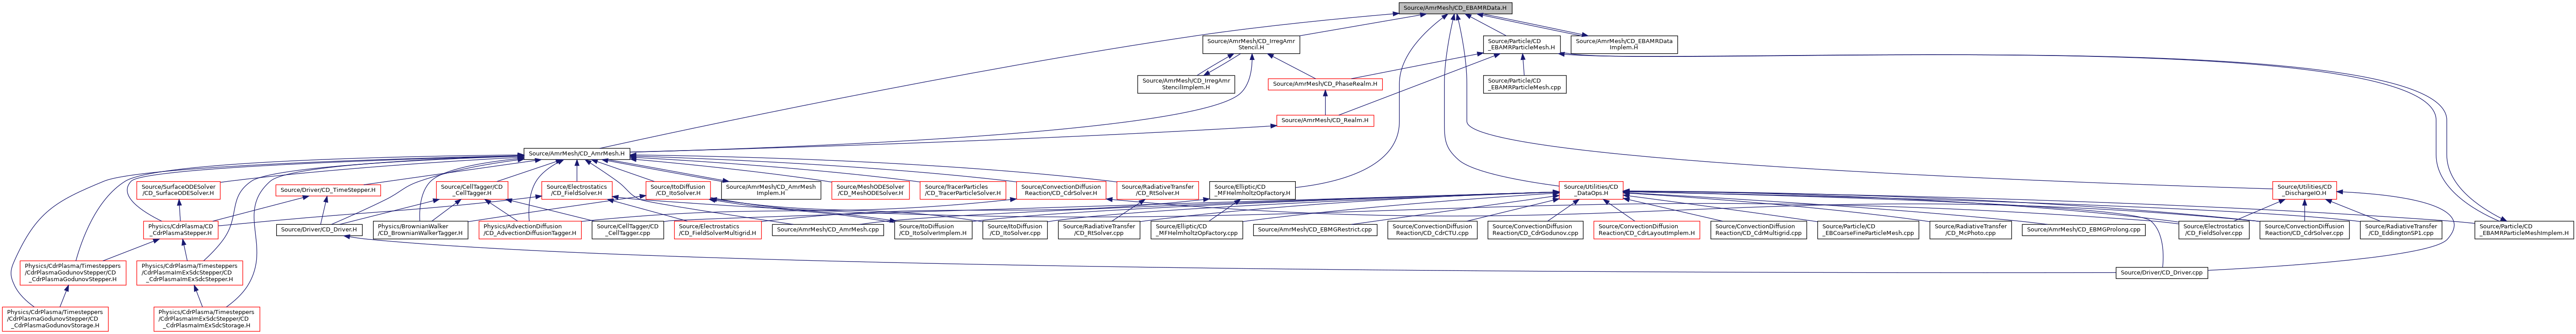 Source/AmrMesh/CD_EBAMRData.H
Source/AmrMesh/CD_IrregAmr
Stencil.H
Source/Particle/CD
_EBAMRParticleMesh.H
Source/AmrMesh/CD_EBAMRData
Implem.H
Source/AmrMesh/CD_IrregAmr
StencilImplem.H
Source/AmrMesh/CD_PhaseRealm.H
Source/Particle/CD
_EBAMRParticleMesh.cpp
Source/AmrMesh/CD_Realm.H
Source/AmrMesh/CD_AmrMesh.H
Source/SurfaceODESolver
/CD_SurfaceODESolver.H
Source/Driver/CD_TimeStepper.H
Source/CellTagger/CD
_CellTagger.H
Source/Electrostatics
/CD_FieldSolver.H
Source/ItoDiffusion
/CD_ItoSolver.H
Source/AmrMesh/CD_AmrMesh
Implem.H
Source/MeshODESolver
/CD_MeshODESolver.H
Source/TracerParticles
/CD_TracerParticleSolver.H
Source/ConvectionDiffusion
Reaction/CD_CdrSolver.H
Source/RadiativeTransfer
/CD_RtSolver.H
Source/Elliptic/CD
_MFHelmholtzOpFactory.H
Source/Utilities/CD
_DataOps.H
Source/Utilities/CD
_DischargeIO.H
Physics/CdrPlasma/CD
_CdrPlasmaStepper.H
Source/Driver/CD_Driver.H
Physics/BrownianWalker
/CD_BrownianWalkerTagger.H
Physics/AdvectionDiffusion
/CD_AdvectionDiffusionTagger.H
Source/CellTagger/CD
_CellTagger.cpp
Source/Electrostatics
/CD_FieldSolverMultigrid.H
Source/AmrMesh/CD_AmrMesh.cpp
Source/ItoDiffusion
/CD_ItoSolverImplem.H
Source/ItoDiffusion
/CD_ItoSolver.cpp
Source/RadiativeTransfer
/CD_RtSolver.cpp
Source/Elliptic/CD
_MFHelmholtzOpFactory.cpp
Source/AmrMesh/CD_EBMGRestrict.cpp
Source/ConvectionDiffusion
Reaction/CD_CdrCTU.cpp
Source/ConvectionDiffusion
Reaction/CD_CdrGodunov.cpp
Source/ConvectionDiffusion
Reaction/CD_CdrLayoutImplem.H
Source/ConvectionDiffusion
Reaction/CD_CdrMultigrid.cpp
Source/Particle/CD
_EBCoarseFineParticleMesh.cpp
Source/RadiativeTransfer
/CD_McPhoto.cpp
Source/AmrMesh/CD_EBMGProlong.cpp
Source/Electrostatics
/CD_FieldSolver.cpp
Source/ConvectionDiffusion
Reaction/CD_CdrSolver.cpp
Source/RadiativeTransfer
/CD_EddingtonSP1.cpp
Source/Particle/CD
_EBAMRParticleMeshImplem.H
Physics/CdrPlasma/Timesteppers
/CdrPlasmaGodunovStepper/CD
_CdrPlasmaGodunovStepper.H
Physics/CdrPlasma/Timesteppers
/CdrPlasmaImExSdcStepper/CD
_CdrPlasmaImExSdcStepper.H
Source/Driver/CD_Driver.cpp
Physics/CdrPlasma/Timesteppers
/CdrPlasmaGodunovStepper/CD
_CdrPlasmaGodunovStorage.H
Physics/CdrPlasma/Timesteppers
/CdrPlasmaImExSdcStepper/CD
_CdrPlasmaImExSdcStorage.H